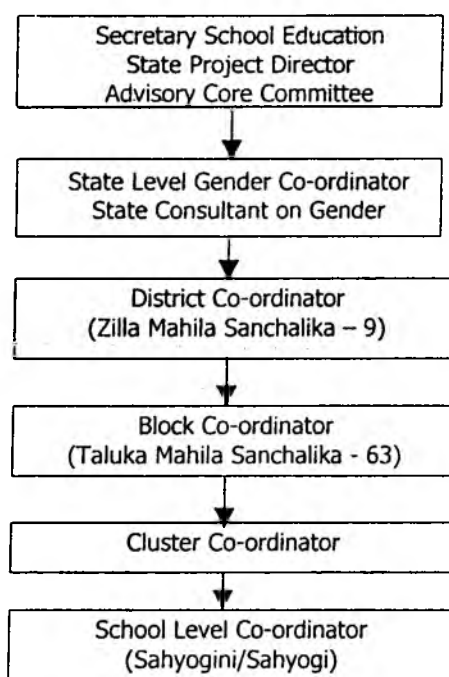 Secretary School Education
State Project Director
Advisory Core Committee
State Level Gender Co-ordinator
State Consultant on Gender
District Co-ordinator
(Zilla Mahila Sanchalika – 9)
Block Co-ordinator
(Taluka Mahila Sanchalika - 63)
Cluster Co-ordinator
School Level Co-ordinator
(Sahyogini/Sahyogi)